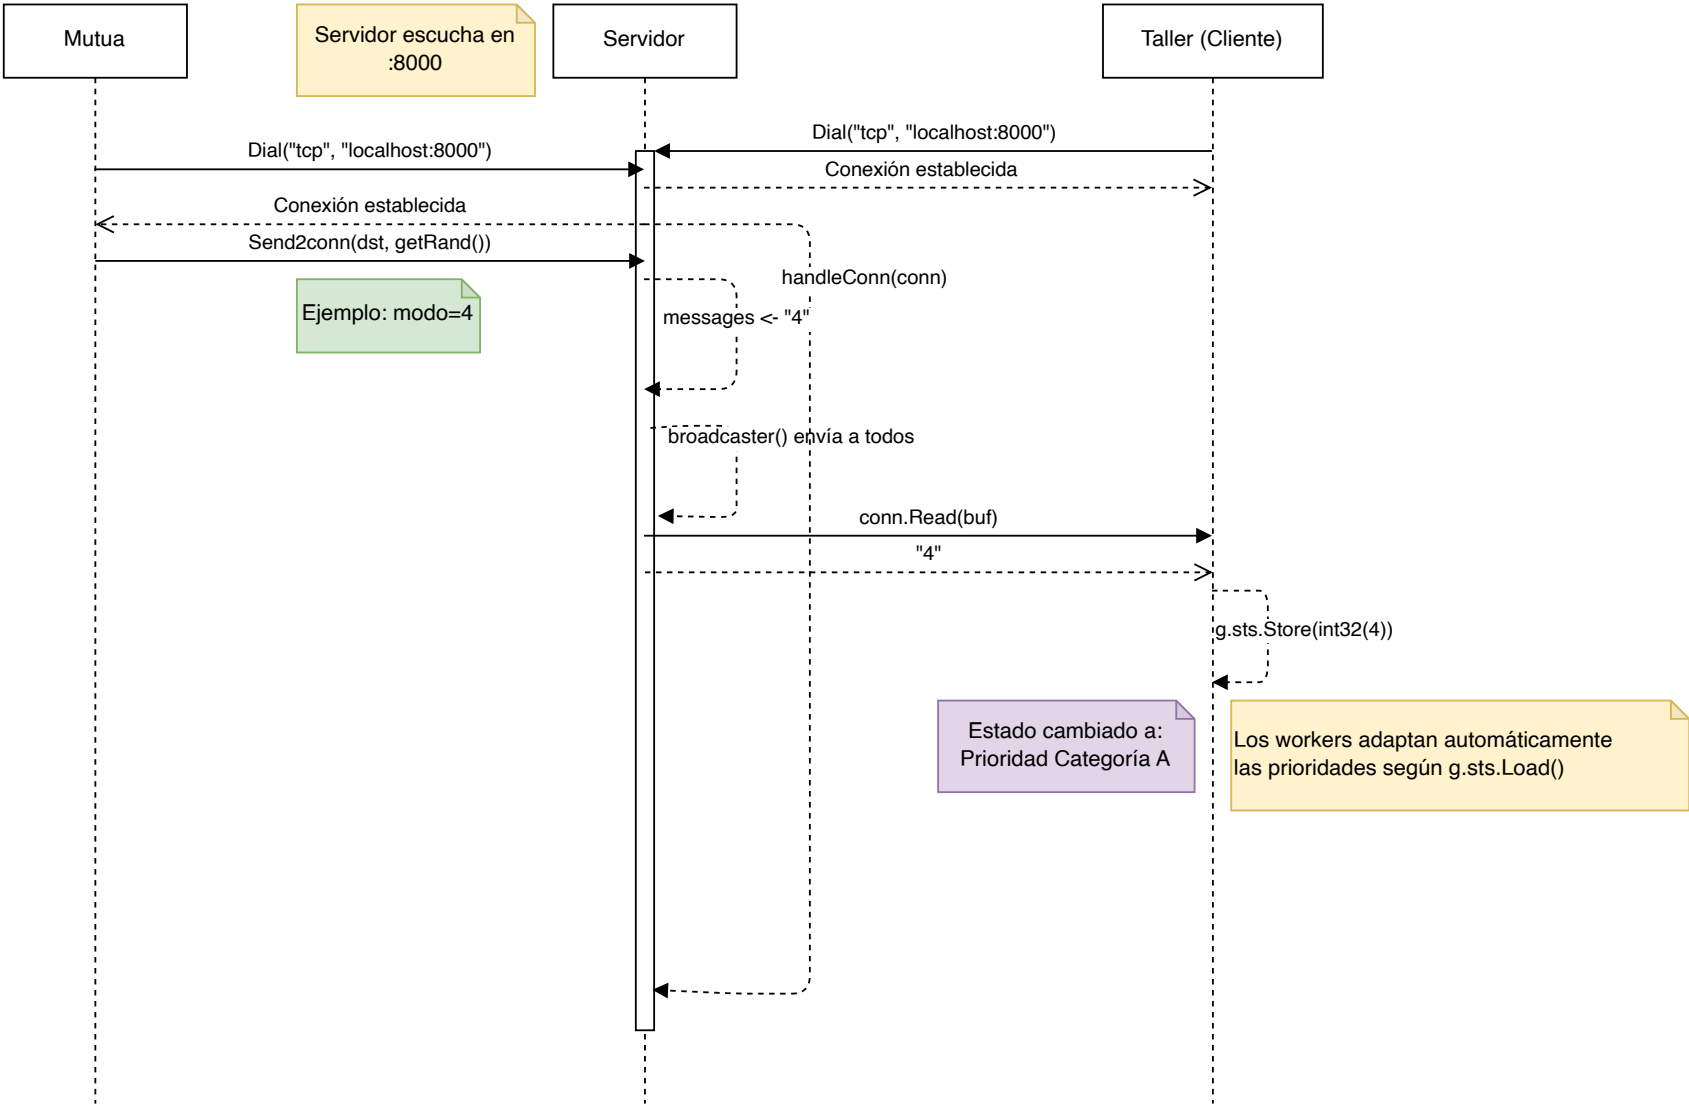 Mutua
Servidor escucha en
:8000
Servidor
Taller (Cliente)
Dial("tcp", "localhost:8000")
Dial("tcp", "localhost:8000")
Conexión establecida
Conexión establecida
Send2conn(dst, getRand())
handleConn(conn)
Ejemplo: modo=4
messages <- "4"
broadcaster() envía a todos
conn.Read(buf)
"4"
g.sts.Store(int32(4))
Estado cambiado a:
Prioridad Categoría A
Los workers adaptan automáticamente
las prioridades según g.sts.Load()